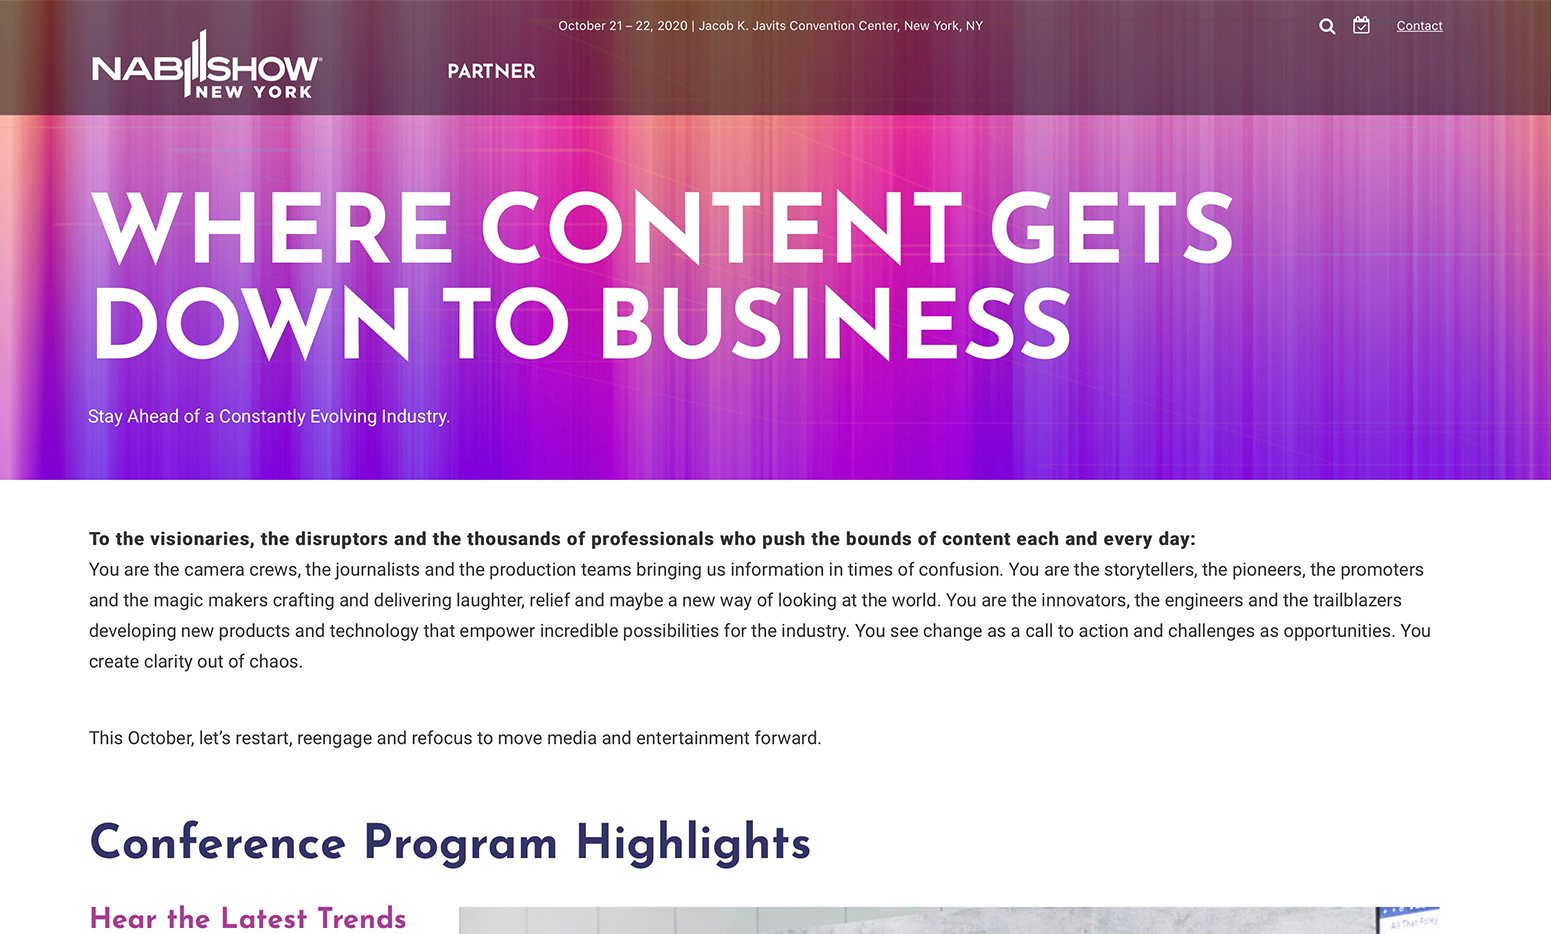 October 21 – 22, 2020 | Jacob K. Javits Convention Center, New York, NY
Contact
NAB SHOW®
NEW YORK
PARTNER
WHERE CONTENT GETS
DOWN TO BUSINESS
Stay Ahead of a Constantly Evolving Industry.
To the visionaries, the disruptors and the thousands of professionals who push the bounds of content each and every day:
You are the camera crews, the journalists and the production teams bringing us information in times of confusion. You are the storytellers, the pioneers, the promoters
and the magic makers crafting and delivering laughter, relief and maybe a new way of looking at the world. You are the innovators, the engineers and the trailblazers
developing new products and technology that empower incredible possibilities for the industry. You see change as a call to action and challenges as opportunities. You
create clarity out of chaos.
This October, let’s restart, reengage and refocus to move media and entertainment forward.
Conference Program Highlights
Hear the Latest Trends
All That Foley